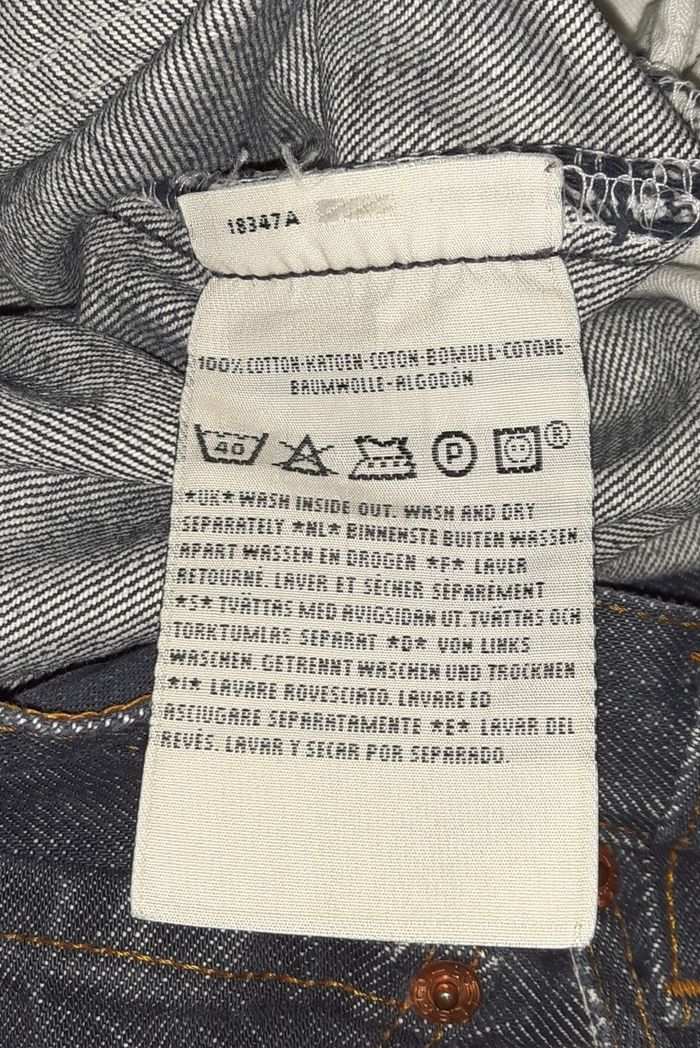 18347A
100% COTTON-KATOEN-COTON-BOMULL-COTONE-
BAUMWOLLE-ALGODÓN
40 P ®
*UK* WASH INSIDE OUT. WASH AND DRY
SEPARATELY *NL* BINNENSTE BUITEN WASSEN.
APART WASSEN EN DROGEN *F* LAVER
RETOURNÉ. LAVER ET SÉCHER SÉPARÉMENT
*S* TVÄTTAS MED AVIGSIDAN UT. TVÄTTAS OCH
TORKTUMLAS SEPARAT *D* VON LINKS
WASCHEN. GETRENNT WASCHEN UND TROCKNEN
*I* LAVARE ROVESCIATO. LAVARE ED
ASCIUGARE SEPARATAMENTE *E* LAVAR DEL
REVÉS. LAVAR Y SECAR POR SEPARADO.